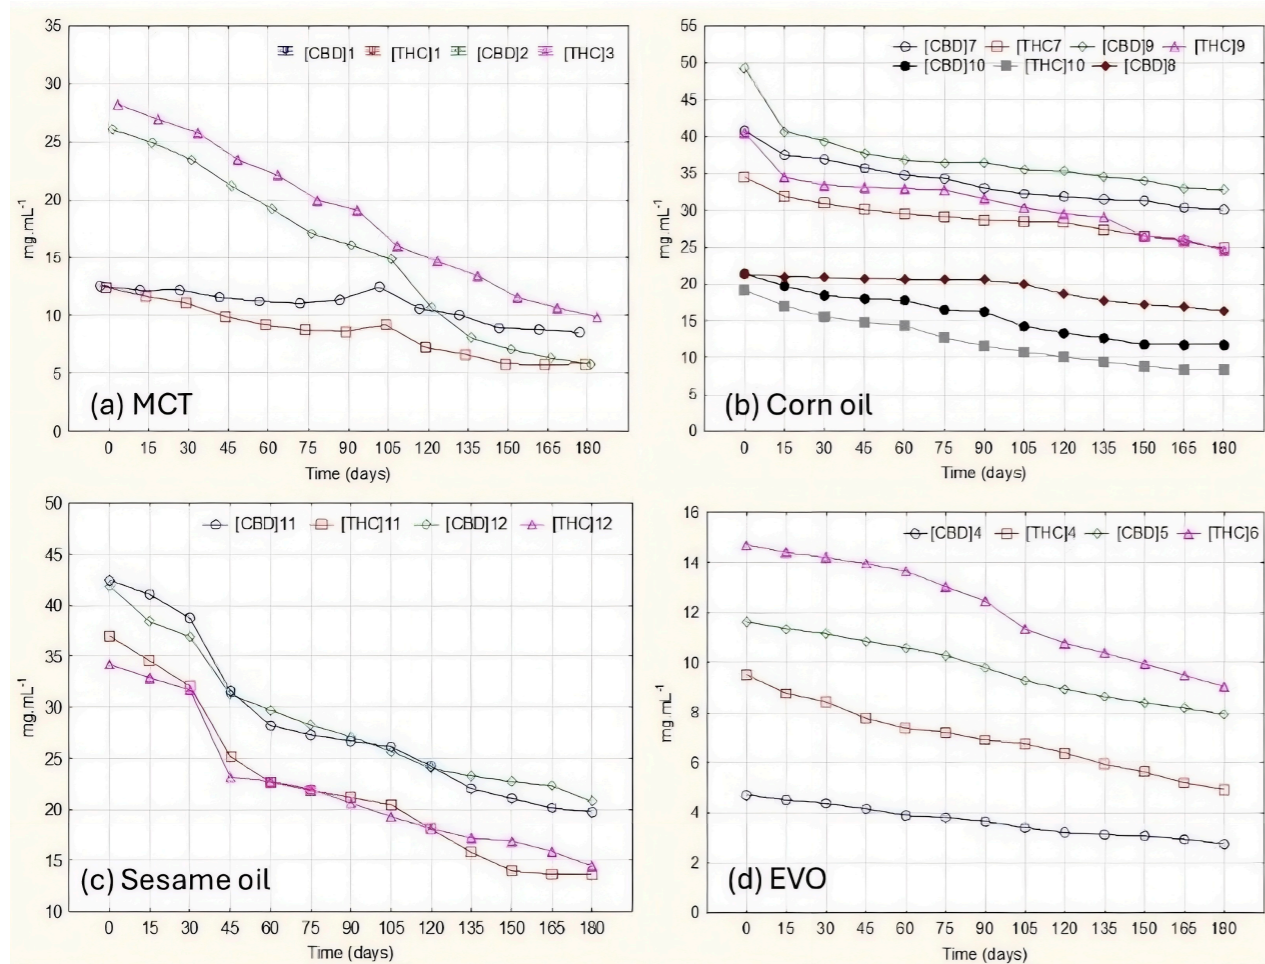 35
30
25
20
15
10
5
0
mg.mL-1
[CBD]1 [THC]1 [CBD]2 [THC]3
(a) MCT
0 15 30 45 60 75 90 105 120 135 150 165 180
Time (days)
55
50
45
40
35
30
25
20
15
10
5
0
mg.mL-1
[CBD]7 [THC7 [CBD]9 [THC]9
[CBD]10 [THC]10 [CBD]8
(b) Corn oil
0 15 30 45 60 75 90 105 120 135 150 165 180
Time (days)
50
45
40
35
30
25
20
15
10
mg.mL-1
[CBD]11 [THC]11 [CBD]12 [THC]12
(c) Sesame oil
0 15 30 45 60 75 90 105 120 135 150 165 180
Time (days)
16
14
12
10
8
6
4
2
0
mg.mL-1
[CBD]4 [THC]4 [CBD]5 [THC]6
(d) EVO
0 15 30 45 60 75 90 105 120 135 150 165 180
Time (days)